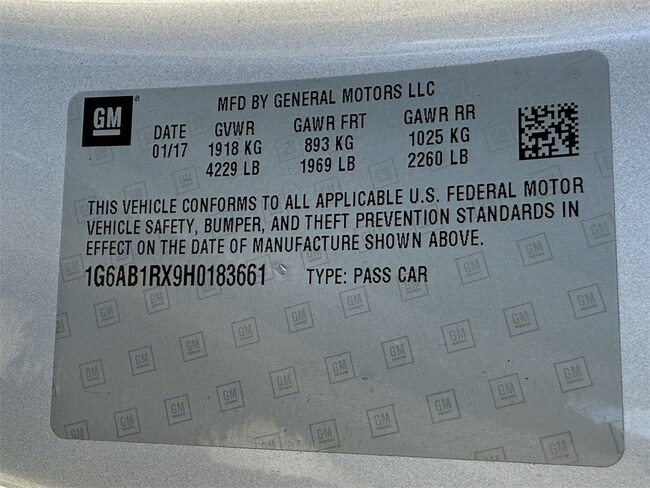 GM
MFD BY GENERAL MOTORS LLC
DATE GVWR GAWR FRT GAWR RR
01/17 1918 KG 893 KG 1025 KG
4229 LB 1969 LB 2260 LB
THIS VEHICLE CONFORMS TO ALL APPLICABLE U.S. FEDERAL MOTOR
VEHICLE SAFETY, BUMPER, AND THEFT PREVENTION STANDARDS IN
EFFECT ON THE DATE OF MANUFACTURE SHOWN ABOVE.
1G6AB1RX9H0183661 TYPE: PASS CAR